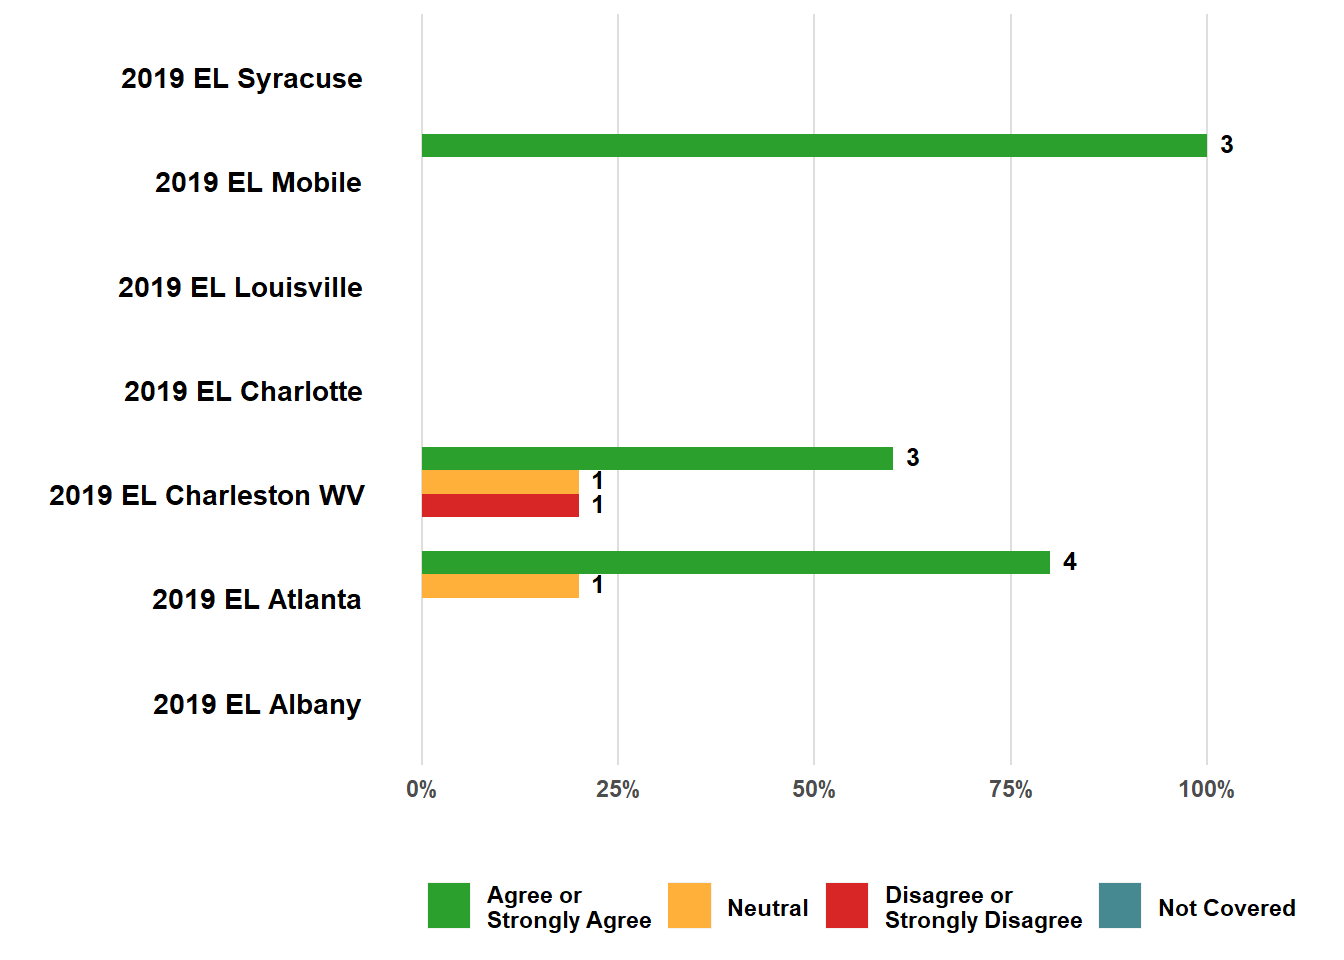 2019 EL Syracuse
3
2019 EL Mobile
2019 EL Louisville
2019 EL Charlotte
3
1
2019 EL Charleston WV
1
4
1
2019 EL Atlanta
2019 EL Albany
0% 25% 50% 75% 100%
Agree or
Strongly Agree
Neutral
Disagree or
Strongly Disagree
Not Covered